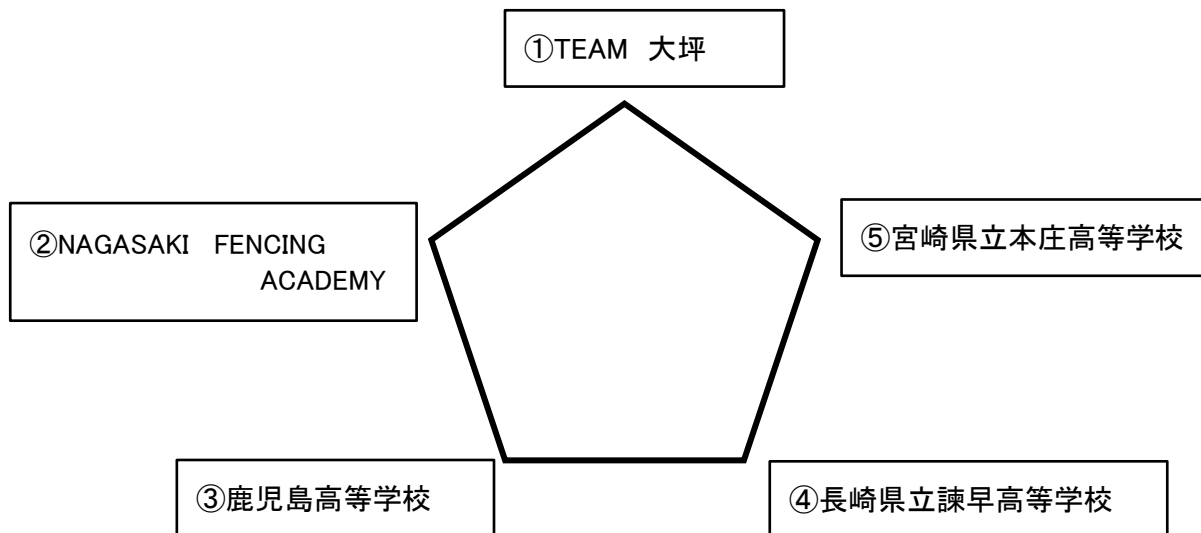 ①TEAM 大坪
②NAGASAKI FENCING
ACADEMY
⑤宮崎県立本庄高等学校
③鹿児島高等学校
④長崎県立諫早高等学校